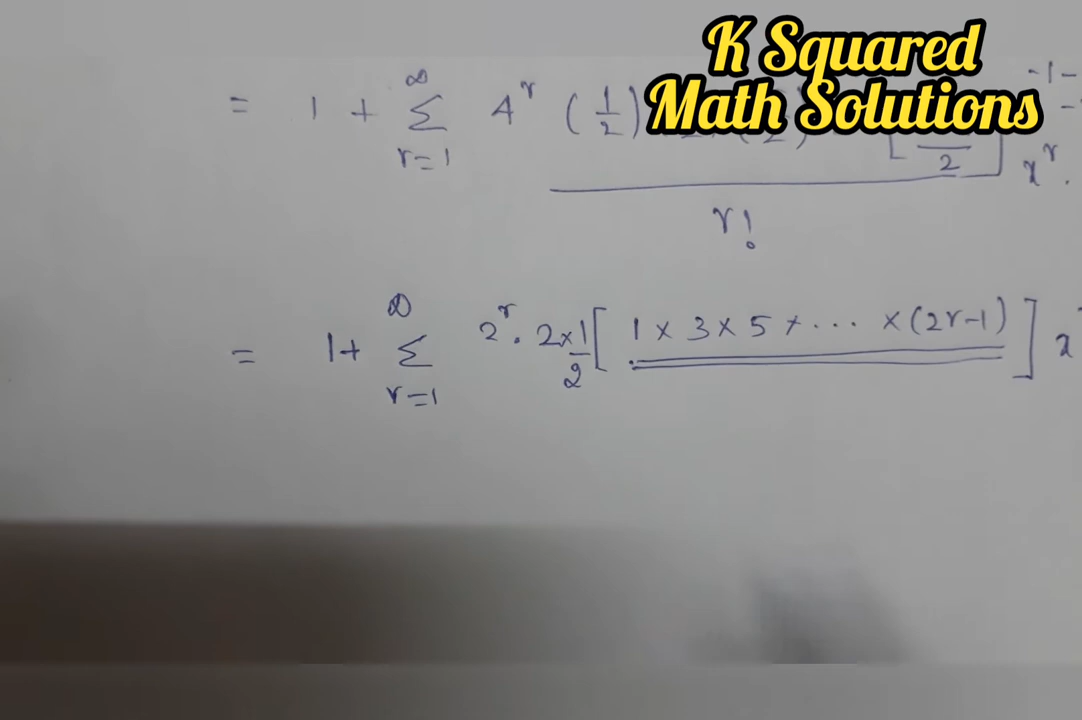 K Squared
Math Solutions
= 1 + ∞ Σ r=1 4^r (1/2)
2
x^r .
r!
= 1 + ∞ Σ r=1 2^r . 2×1/2 [ 1 × 3 × 5 × ... × (2r-1) ] x